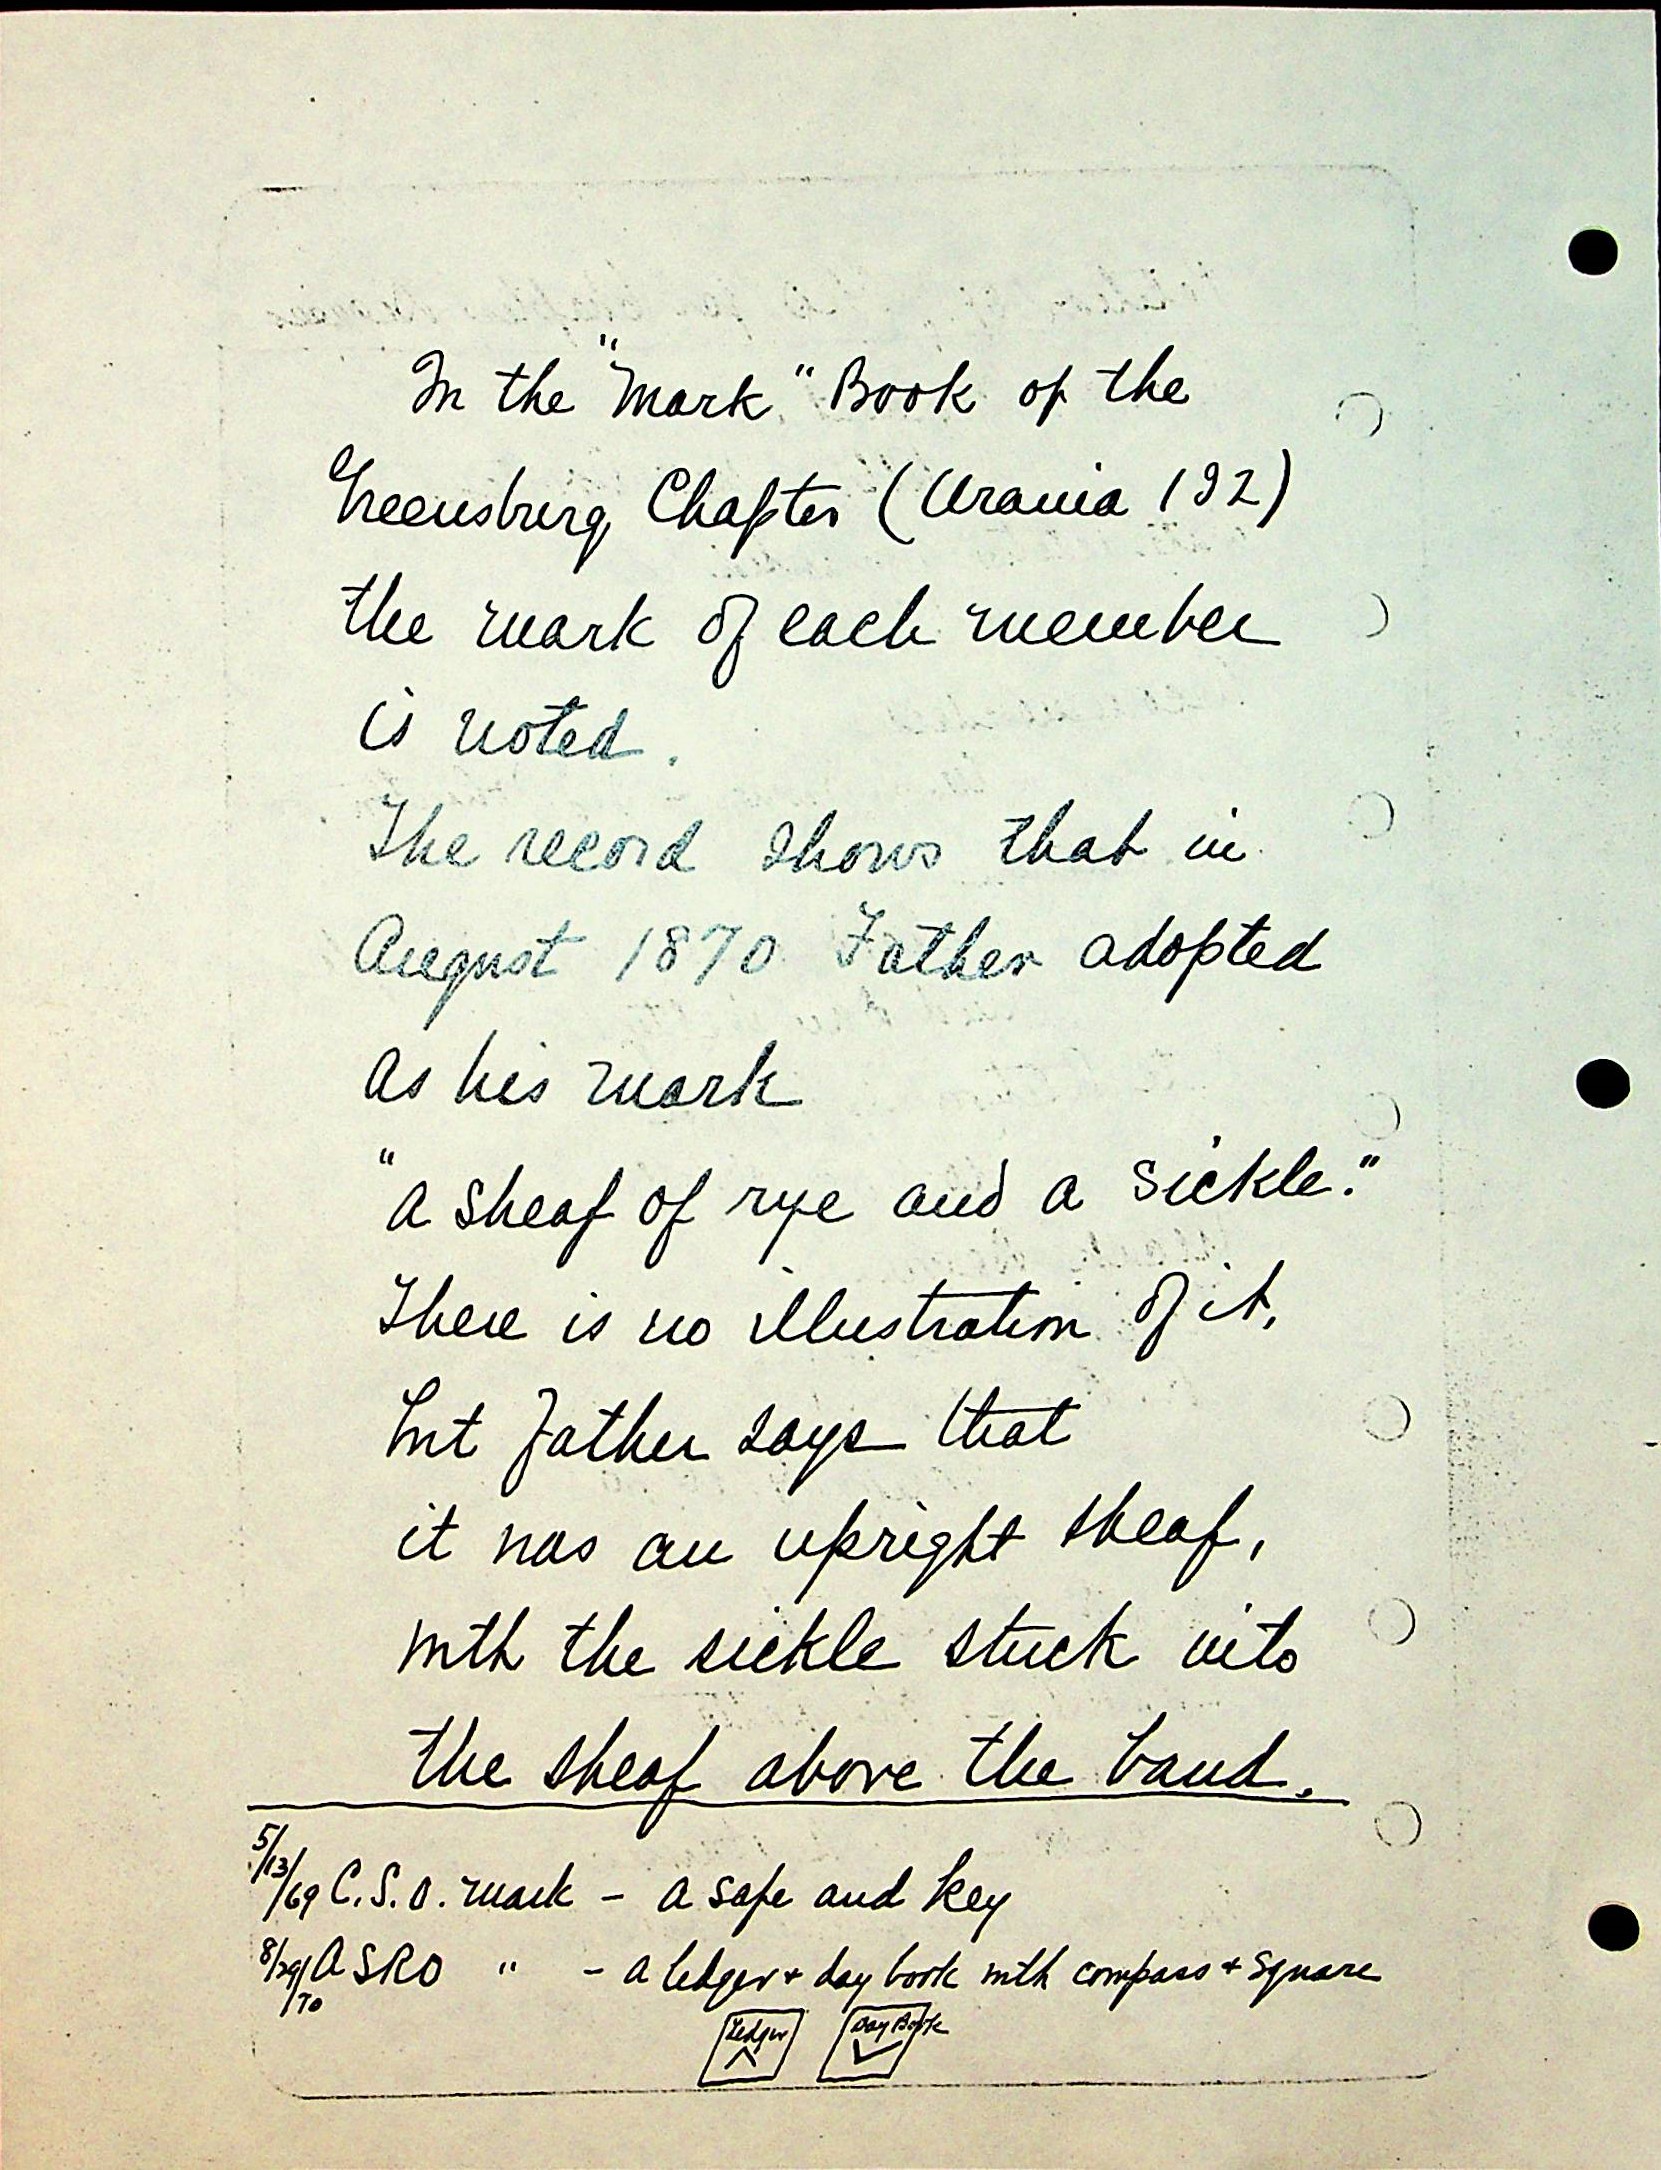 In the "Mark" Book of the
Greensburg Chapter (Urania 192)
the mark of each member
is noted.
The record shows that in
August 1870 Father adopted
as his mark
"a sheaf of rye and a sickle."
There is no illustration of it,
but Father says that
it was an upright sheaf,
with the sickle stuck into
the sheaf above the band.
5/13/69 C.S.O. mark - a safe and key
8/29/70 A SRO " - a ledger + day book with compass + square
Ledger Day Book